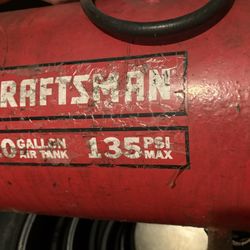 RAFTSMAN
.0 GALLON AIR TANK 135 PSI MAX